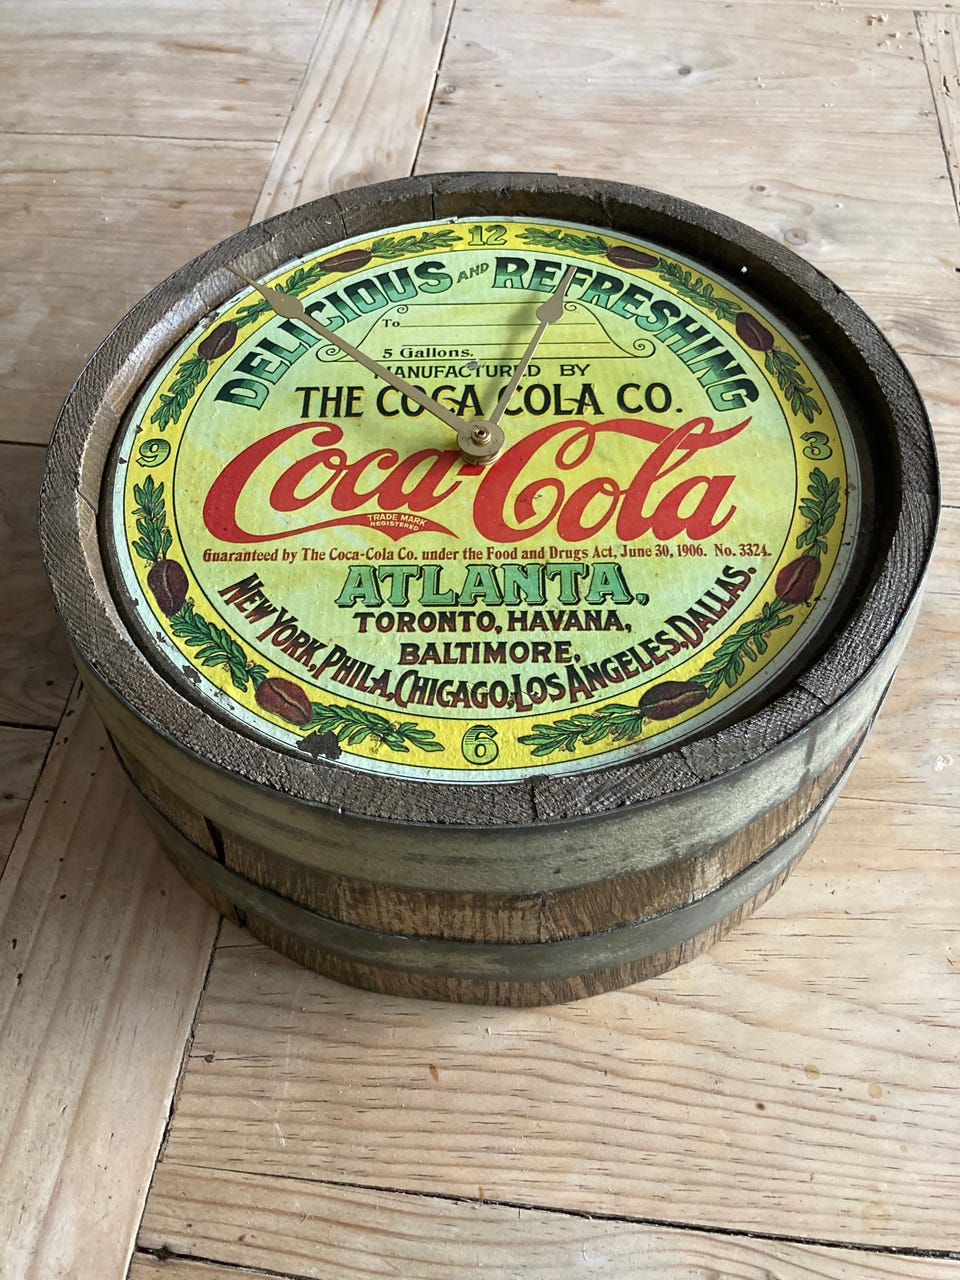 12
DELICIOUS AND REFRESHING
To
5 Gallons.
MANUFACTURED BY
THE COCA COLA CO.
9
3
Coca-Cola
TRADE MARK
REGISTERED
Guaranteed by The Coca-Cola Co. under the Food and Drugs Act, June 30, 1906. No. 3324.
ATLANTA,
TORONTO, HAVANA,
BALTIMORE,
NEW YORK, PHILA, CHICAGO, LOS ANGELES, DALLAS.
6